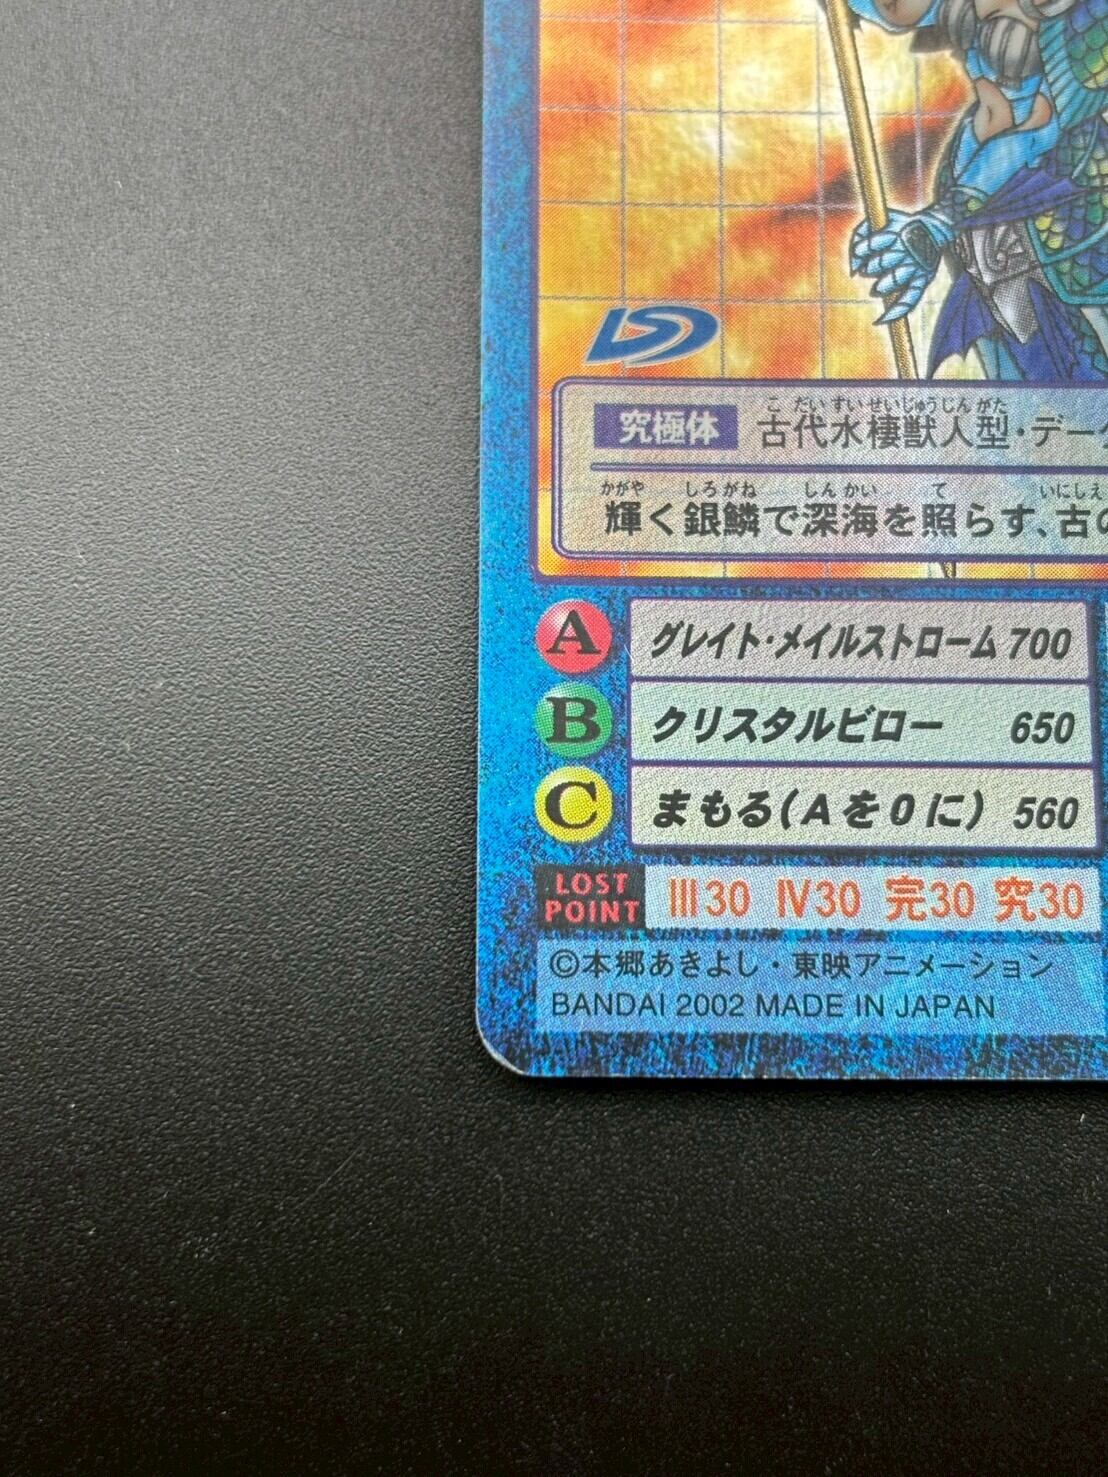 究極体 古代水棲獣人型・デー
こだいすいせいじゅうじんがた
かがや しろがね しんかい て いにしえ
輝く銀鱗で深海を照らす、古の
A グレイト・メイルストローム 700
B クリスタルビロー 650
C まもる(Aを0に) 560
LOST POINT III30 IV30 完30 究30
©本郷あきよし・東映アニメーション
BANDAI 2002 MADE IN JAPAN